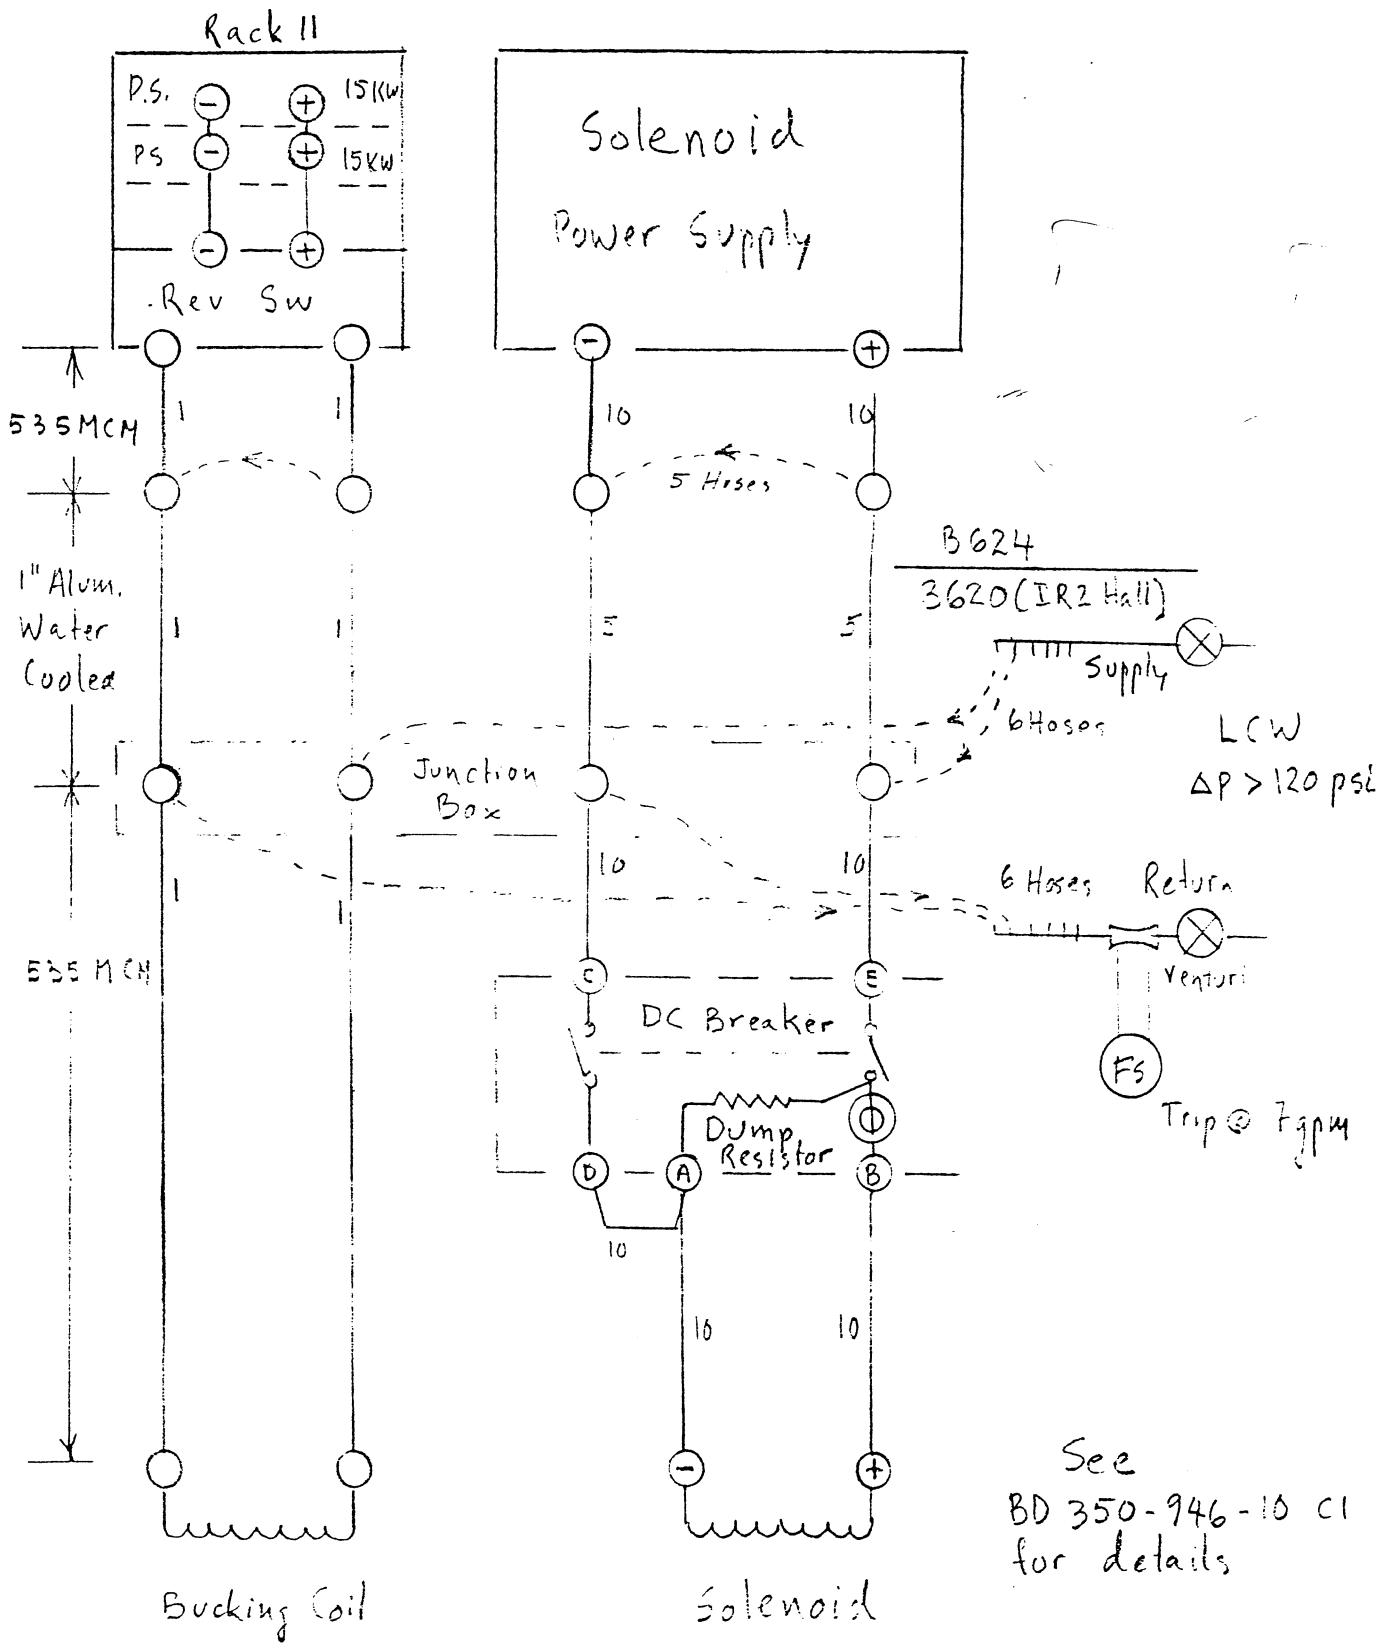 Rack 11
P.S. - + 15KW
PS - + 15KW
- +
Rev Sw
Solenoid
Power Supply
- +
535 MCM
1 1
10 10
5 Hoses
1" Alum.
Water
Cooled
1 1
5 5
B624
3620 (IR2 Hall)
Supply
6 Hoses
LCW
ΔP > 120 psi
Junction
Box
1 1
10 10
6 Hoses Return
Venturi
FS
Trip @ 7gpm
535 MCM
C E
DC Breaker
Dump
Resistor
D A B
10
10 10
- +
Bucking Coil
Solenoid
See
BD 350-946-10 C1
for details